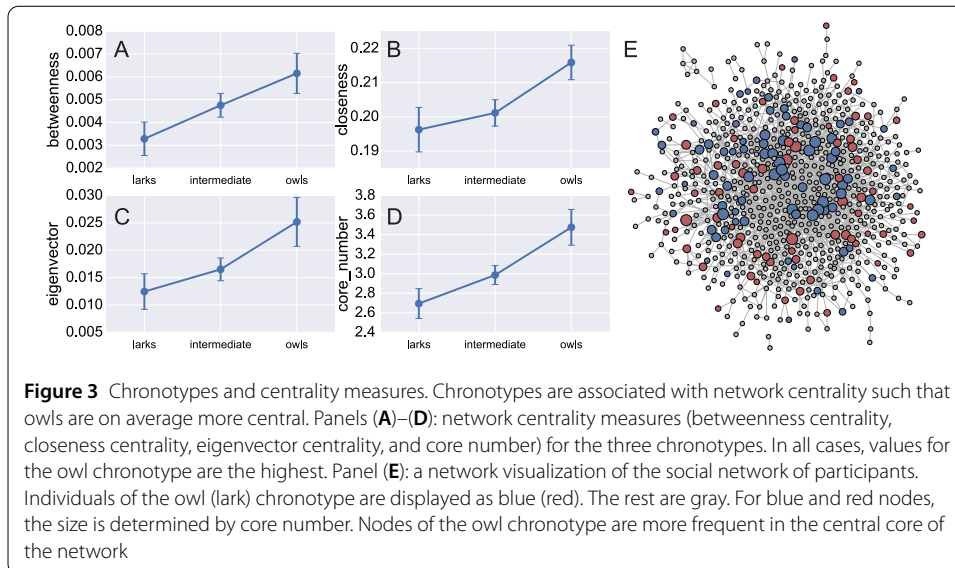 A
betweenness
0.008
0.007
0.006
0.005
0.004
0.003
0.002
larks
intermediate
owls
B
closeness
0.22
0.21
0.20
0.19
larks
intermediate
owls
C
eigenvector
0.030
0.025
0.020
0.015
0.010
0.005
larks
intermediate
owls
D
core_number
3.8
3.6
3.4
3.2
3.0
2.8
2.6
2.4
larks
intermediate
owls
E
Figure 3 Chronotypes and centrality measures. Chronotypes are associated with network centrality such that
owls are on average more central. Panels (A)–(D): network centrality measures (betweenness centrality,
closeness centrality, eigenvector centrality, and core number) for the three chronotypes. In all cases, values for
the owl chronotype are the highest. Panel (E): a network visualization of the social network of participants.
Individuals of the owl (lark) chronotype are displayed as blue (red). The rest are gray. For blue and red nodes,
the size is determined by core number. Nodes of the owl chronotype are more frequent in the central core of
the network